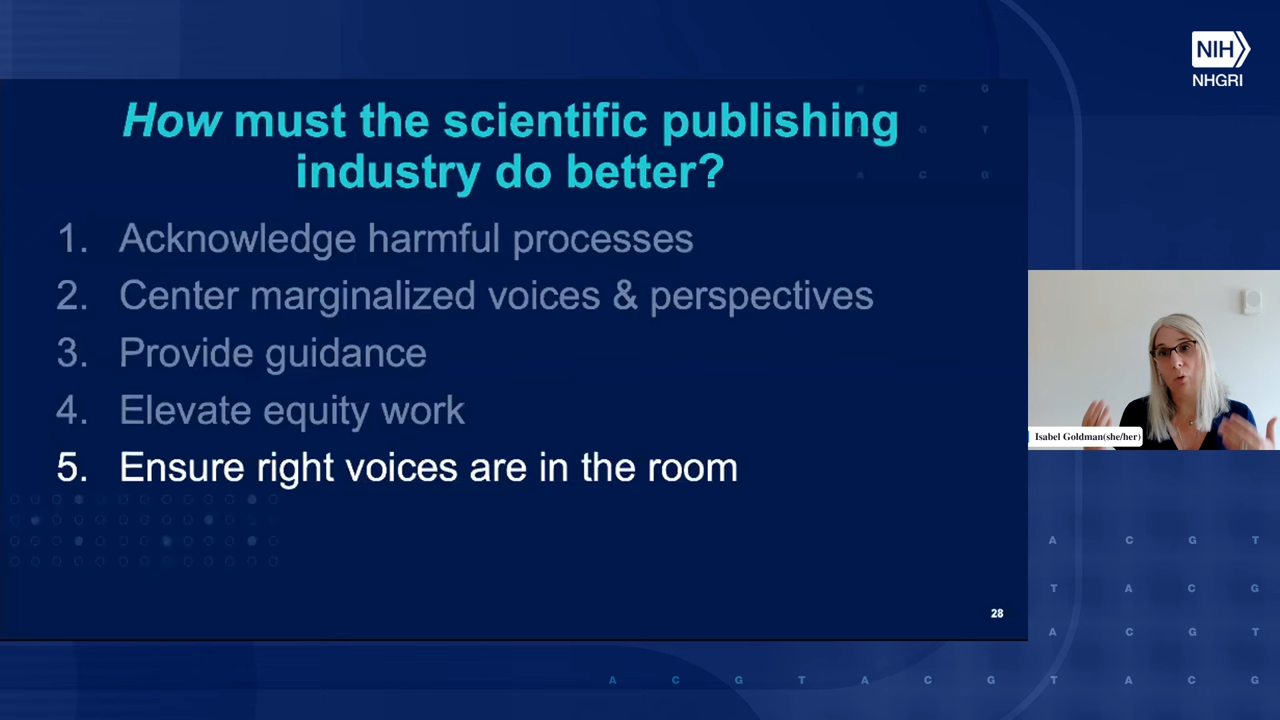 NIH
NHGRI
How must the scientific publishing
industry do better?
1. Acknowledge harmful processes
2. Center marginalized voices & perspectives
3. Provide guidance
4. Elevate equity work
5. Ensure right voices are in the room
28
Isabel Goldman(she/her)
A C G T
T A C G
A C G T
A C G T A C G T A C G